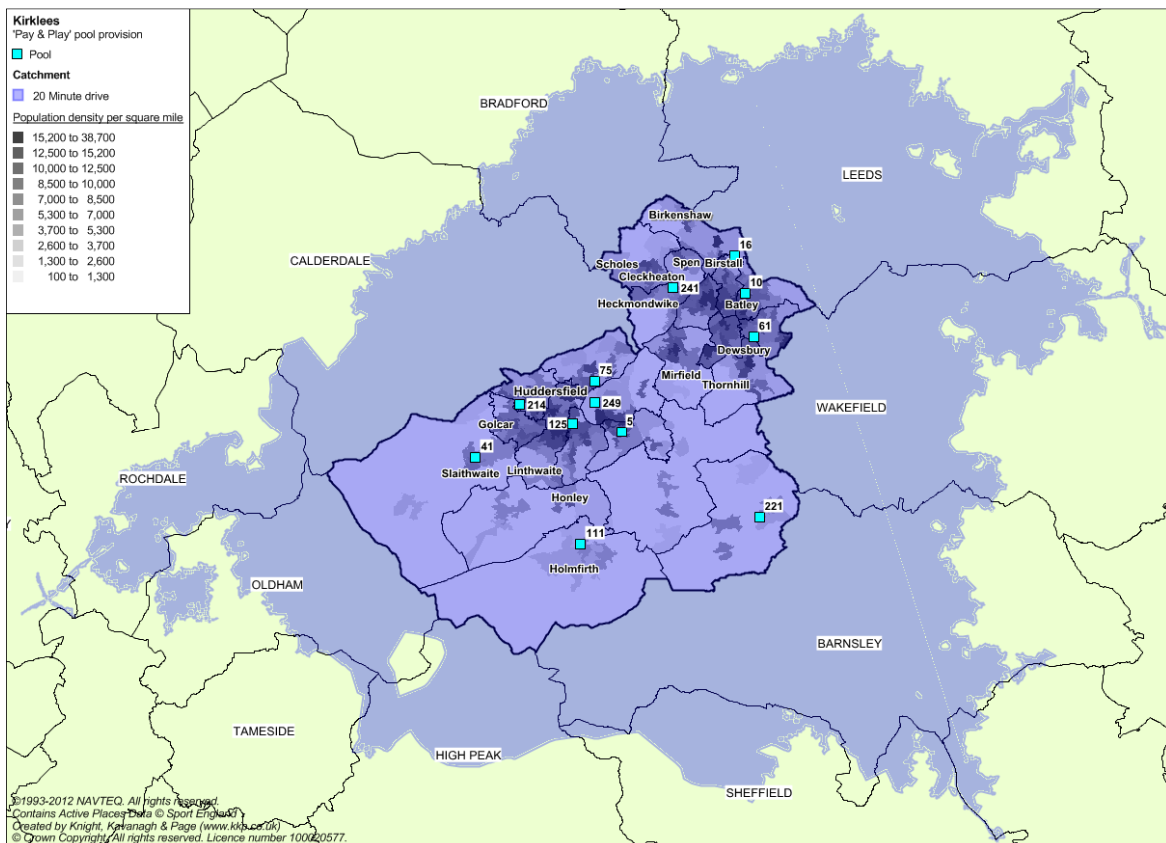 Kirklees
'Pay & Play' pool provision
Pool
Catchment
20 Minute drive
Population density per square mile
15,200 to 38,700
12,500 to 15,200
10,000 to 12,500
8,500 to 10,000
7,000 to 8,500
5,300 to 7,000
3,700 to 5,300
2,600 to 3,700
1,300 to 2,600
100 to 1,300
BRADFORD
LEEDS
Birkenshaw
16
CALDERDALE
Scholes
Spen
Birstall
Cleckheaton
10
241
Heckmondwike
Batley
61
Dewsbury
75
Mirfield
Huddersfield
Thornhill
214
249
WAKEFIELD
Golcar
125
5
41
Slaithwaite
Linthwaite
ROCHDALE
Honley
221
111
Holmfirth
OLDHAM
BARNSLEY
TAMESIDE
HIGH PEAK
SHEFFIELD
©1993-2012 NAVTEQ. All rights reserved.
Contains Active Places Data © Sport England
Created by Knight, Kavanagh & Page (www.kkp.co.uk)
© Crown Copyright. All rights reserved. Licence number 100020577.